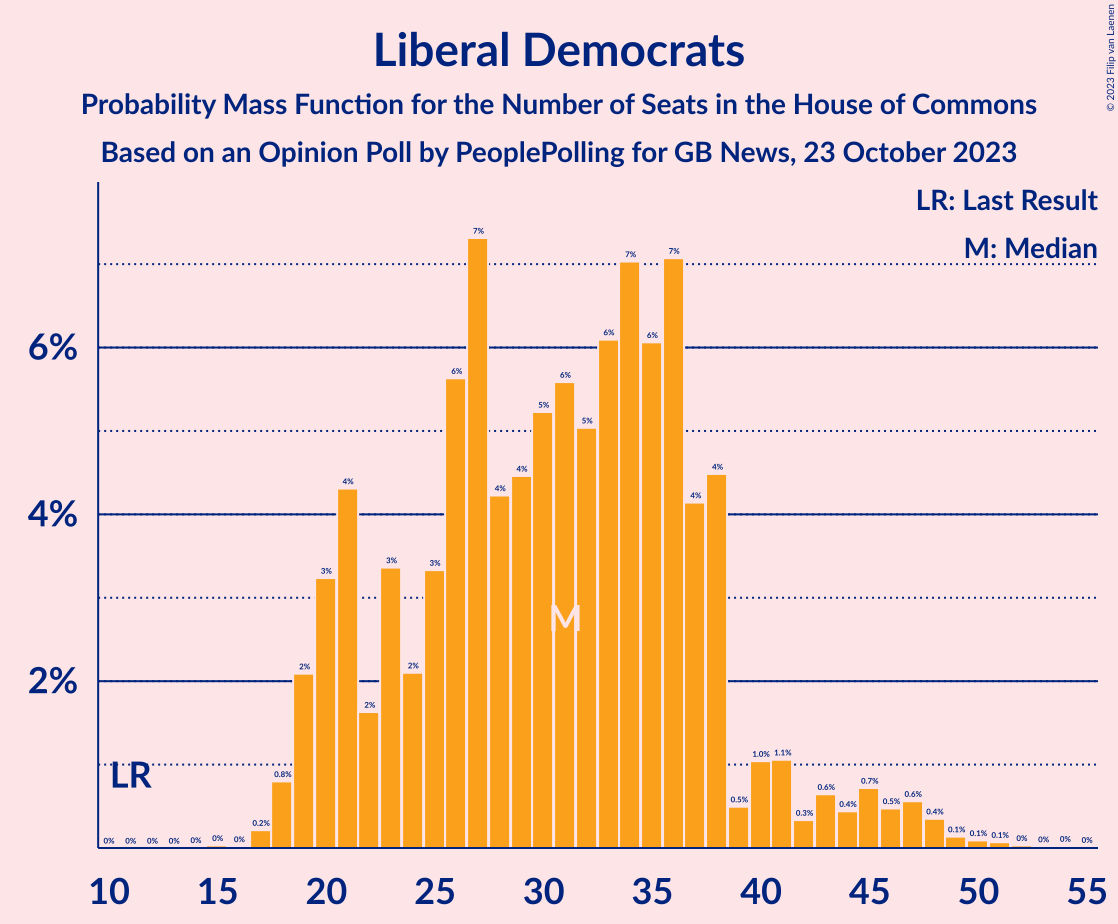 Liberal Democrats
Probability Mass Function for the Number of Seats in the House of Commons
Based on an Opinion Poll by PeoplePolling for GB News, 23 October 2023
© 2023 Filip van Laenen
LR: Last Result
M: Median
6%
4%
2%
0% 0% 0% 0% 0% 0% 0% 0.2% 0.8% 2% 3% 4% 2% 3% 2% 3% 6% 7% 4% 4% 5% 6% 5% 6% 7% 6% 7% 4% 4% 0.5% 1.0% 1.1% 0.3% 0.6% 0.4% 0.7% 0.5% 0.6% 0.4% 0.1% 0.1% 0.1% 0% 0% 0% 0%
M
LR
10 15 20 25 30 35 40 45 50 55